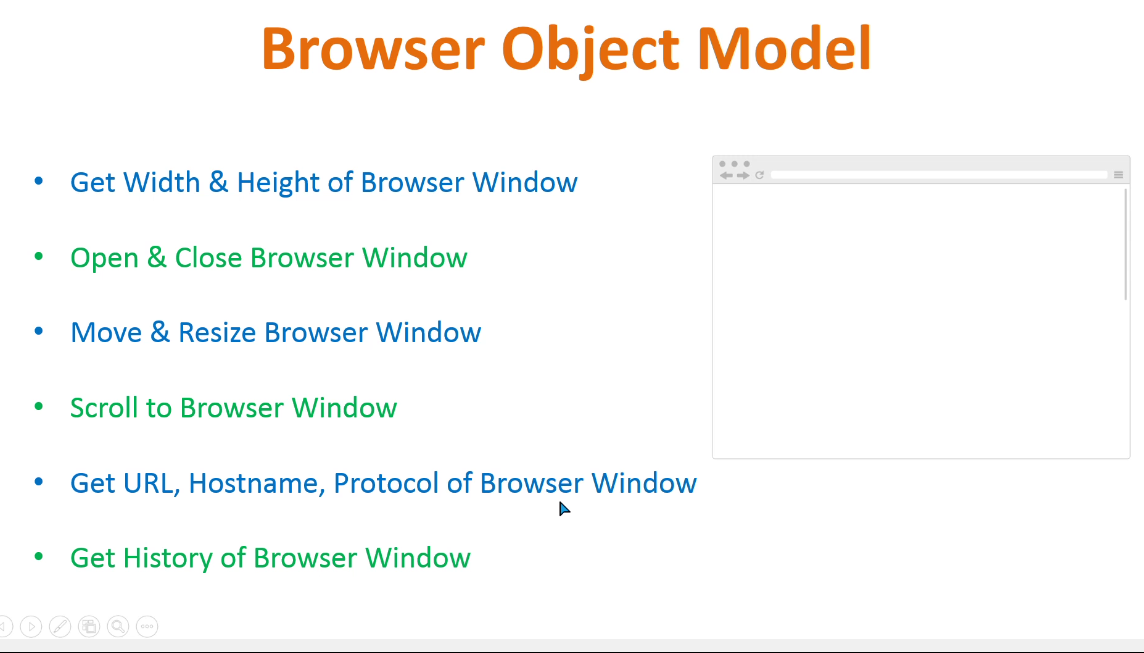 Browser Object Model
• Get Width & Height of Browser Window
• Open & Close Browser Window
• Move & Resize Browser Window
• Scroll to Browser Window
• Get URL, Hostname, Protocol of Browser Window
• Get History of Browser Window